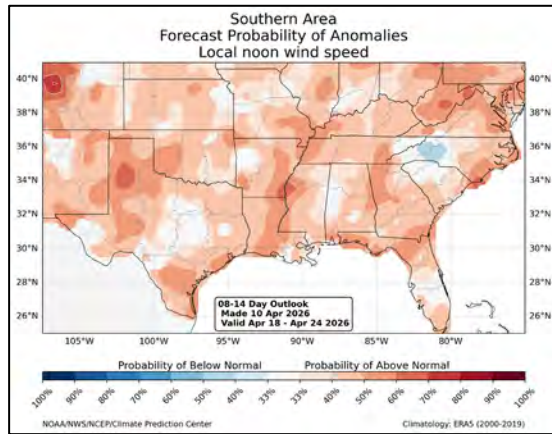 Southern Area
Forecast Probability of Anomalies
Local noon wind speed
40°N
40°N
38°N
38°N
36°N
36°N
34°N
34°N
32°N
32°N
30°N
30°N
28°N
28°N
26°N
26°N
08-14 Day Outlook
Made 10 Apr 2026
Valid Apr 18 - Apr 24 2026
105°W 100°W 95°W 90°W 85°W 80°W
Probability of Below Normal Probability of Above Normal
100% 90% 80% 70% 60% 50% 40% 33% 33% 40% 50% 60% 70% 80% 90% 100%
NOAA/NWS/NCEP/Climate Prediction Center Climatology: ERA5 (2000-2019)